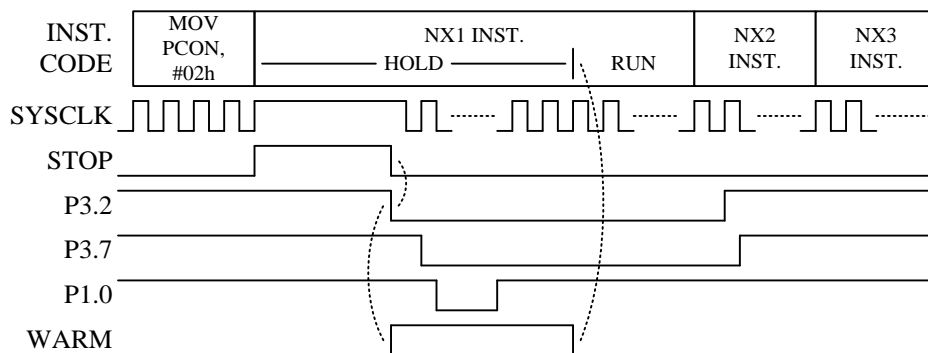 INST. CODE
MOV PCON, #02h
NX1 INST.
HOLD
RUN
NX2 INST.
NX3 INST.
SYSCLK
STOP
P3.2
P3.7
P1.0
WARM